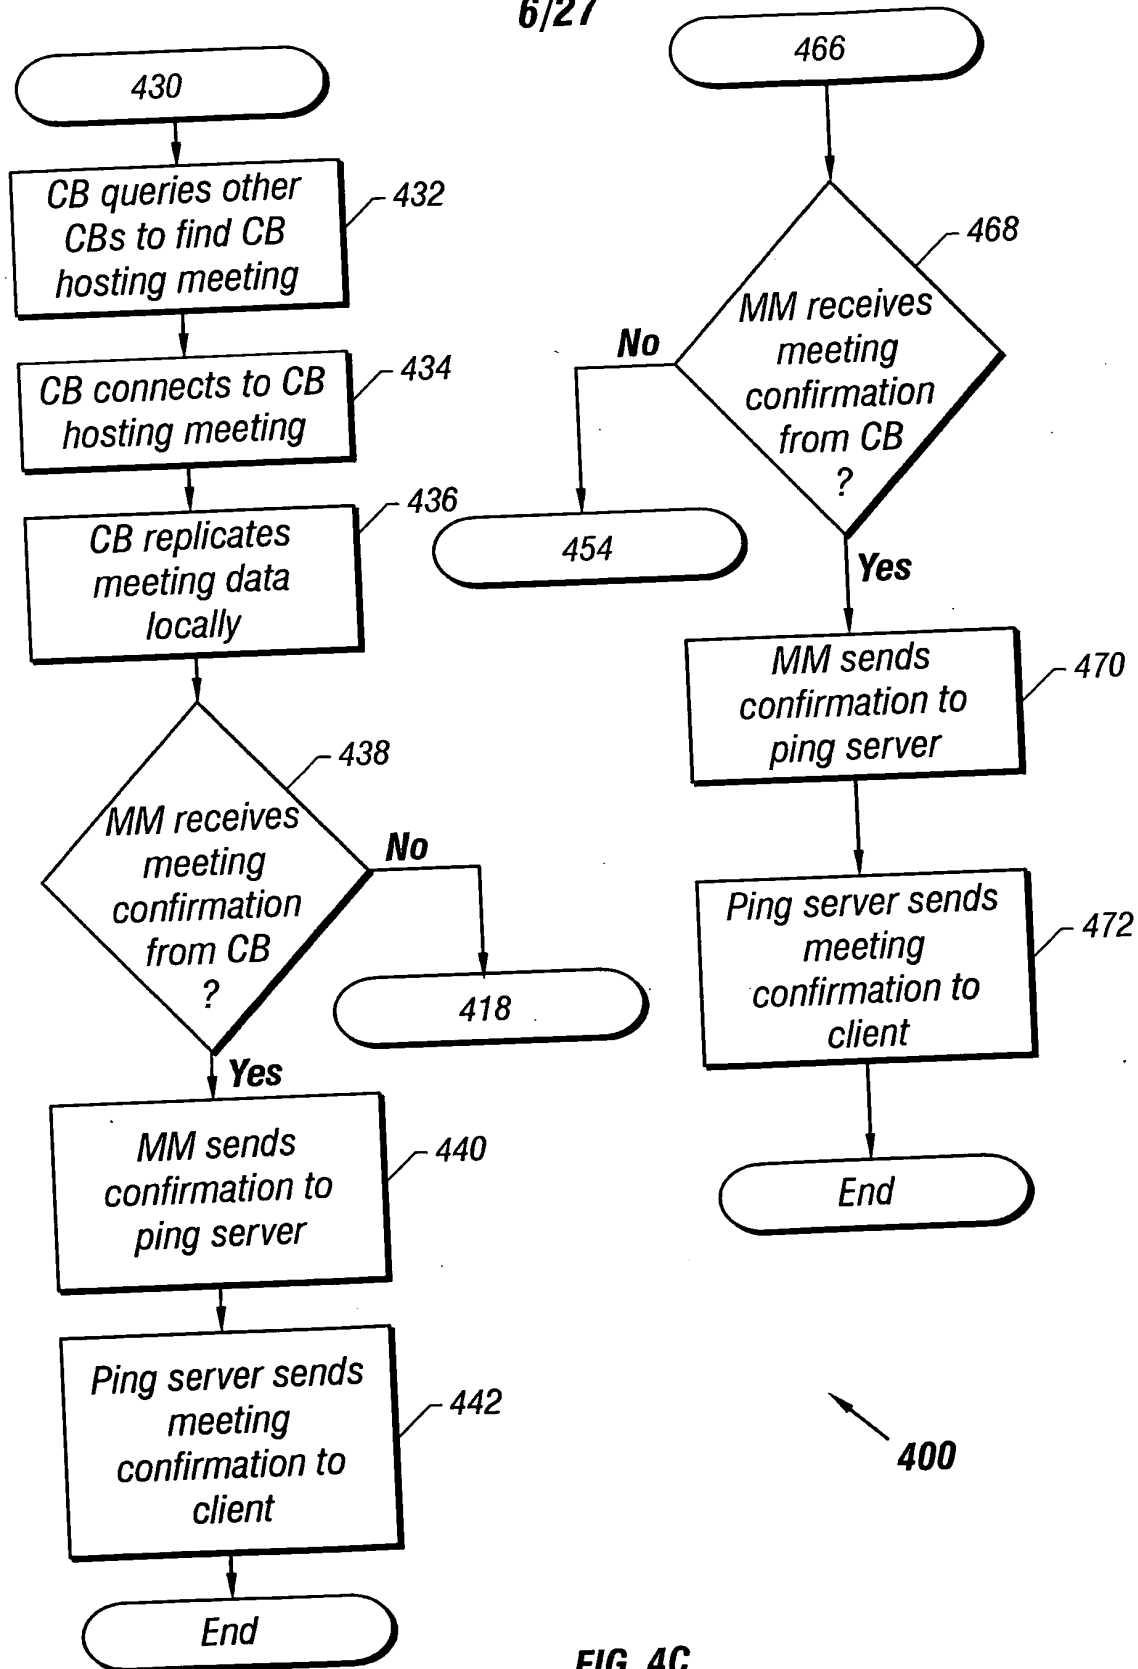 6/27
430
CB queries other
CBs to find CB
hosting meeting
432
CB connects to CB
hosting meeting
434
CB replicates
meeting data
locally
436
MM receives
meeting
confirmation
from CB
?
438
No
418
Yes
MM sends
confirmation to
ping server
440
Ping server sends
meeting
confirmation to
client
442
End
466
MM receives
meeting
confirmation
from CB
?
468
No
454
Yes
MM sends
confirmation to
ping server
470
Ping server sends
meeting
confirmation to
client
472
End
400
FIG. 4C